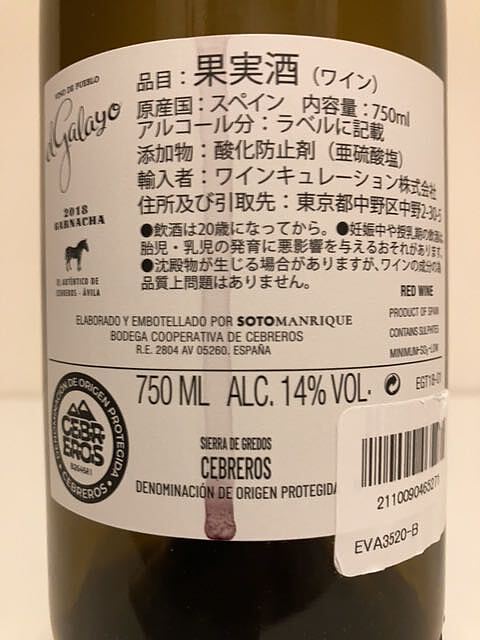 VINO DE PUEBLO
elGalayo
2018
GARNACHA
EL AUTÉNTICO DE
CEBREROS - ÁVILA
品目：果実酒（ワイン）
原産国：スペイン 内容量：750ml
アルコール分：ラベルに記載
添加物：酸化防止剤（亜硫酸塩）
輸入者：ワインキュレーション株式会社
住所及び引取先：東京都中野区中野2-30-5
●飲酒は20歳になってから。●妊娠中や授乳期の飲酒は
胎児・乳児の発育に悪影響を与えるおそれがあります。
●沈殿物が生じる場合がありますが、ワインの成分の為
品質上問題はありません。
RED WINE
PRODUCT OF SPAIN
CONTAINS SULPHITES
ELABORADO Y EMBOTELLADO POR SOTOMANRIQUE
BODEGA COOPERATIVA DE CEBREROS
R.E. 2804 AV 05260. ESPAÑA
MINIMUM-SO₂-LOW
750 ML ALC. 14% VOL.
EGT18-01
DENOMINACIÓN DE ORIGEN PROTEGIDA
CEBR
EROS
CEBREROS
SIERRA DE GREDOS
CEBREROS
DENOMINACIÓN DE ORIGEN PROTEGIDA
EVA3520-B